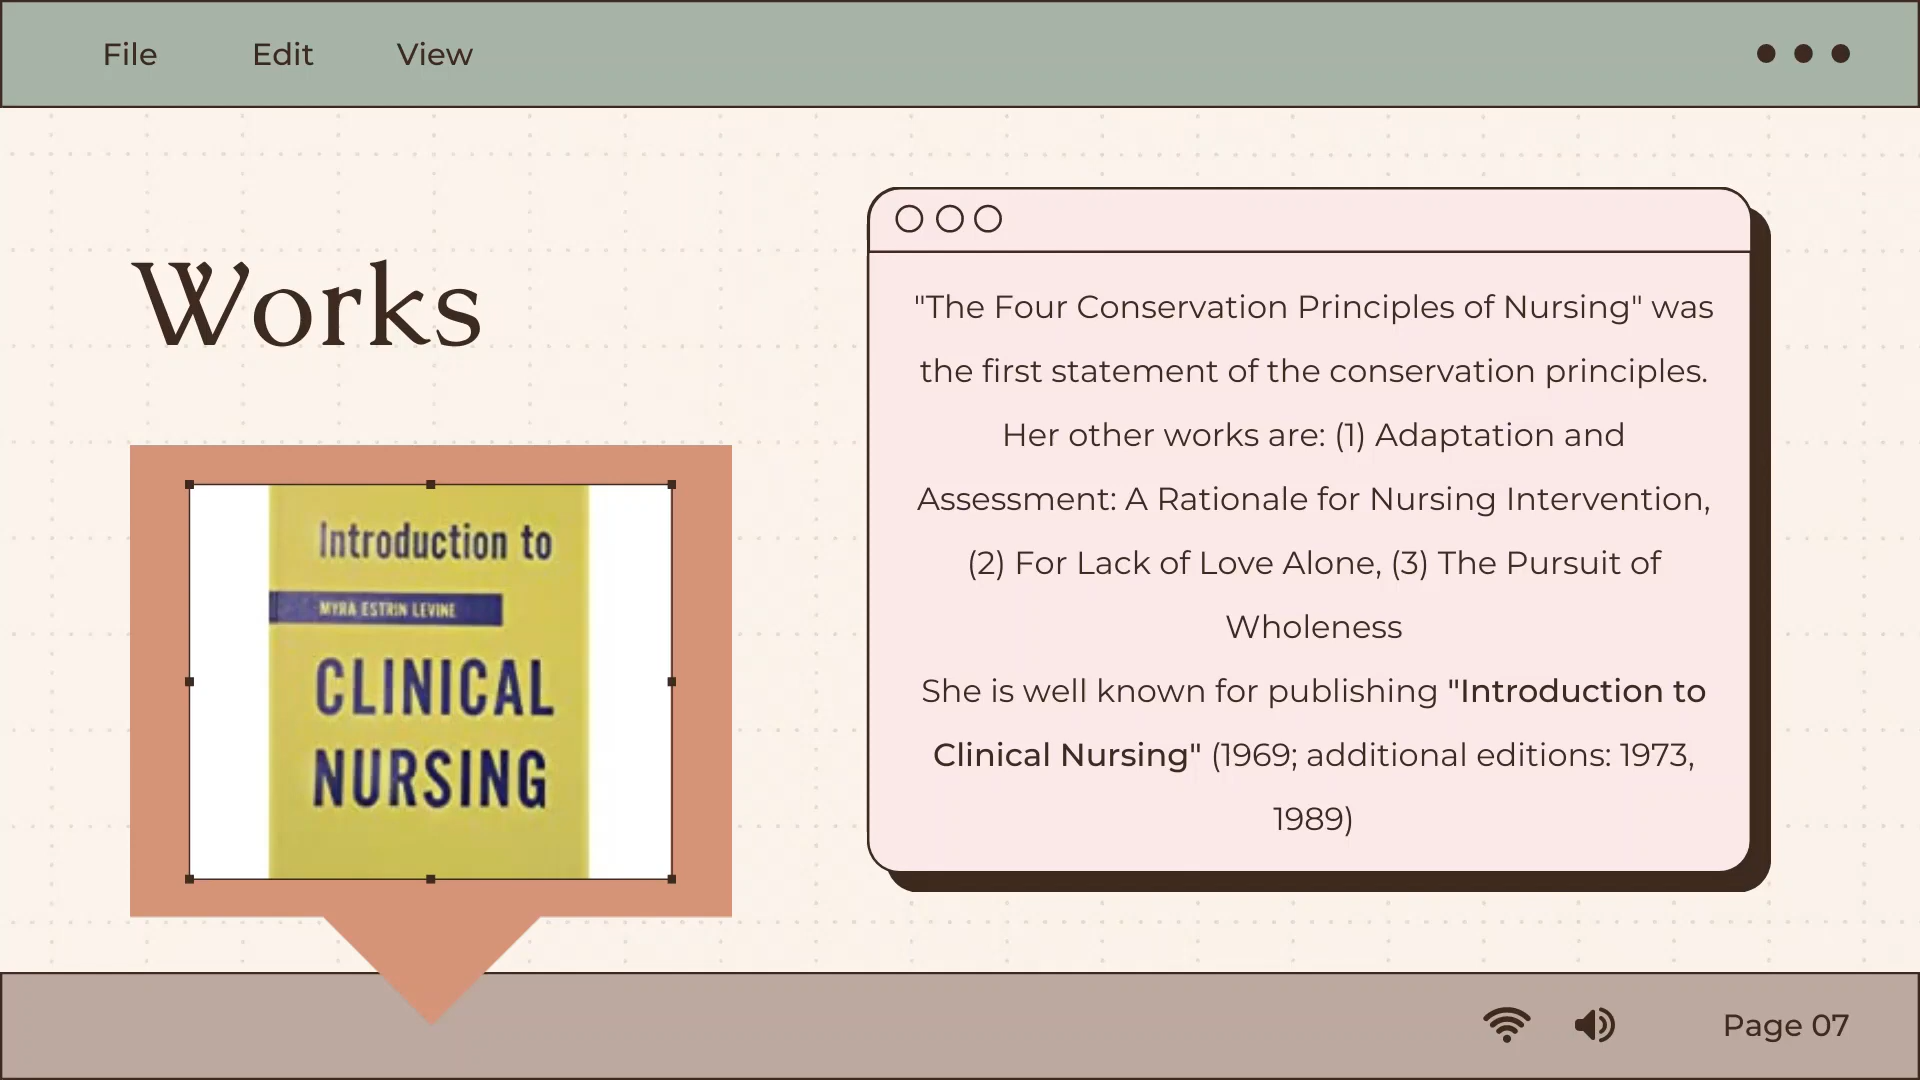 File Edit View
Works
Introduction to
MYRA ESTRIN LEVINE
CLINICAL
NURSING
"The Four Conservation Principles of Nursing" was
the first statement of the conservation principles.
Her other works are: (1) Adaptation and
Assessment: A Rationale for Nursing Intervention,
(2) For Lack of Love Alone, (3) The Pursuit of
Wholeness
She is well known for publishing "Introduction to
Clinical Nursing" (1969; additional editions: 1973,
1989)
Page 07